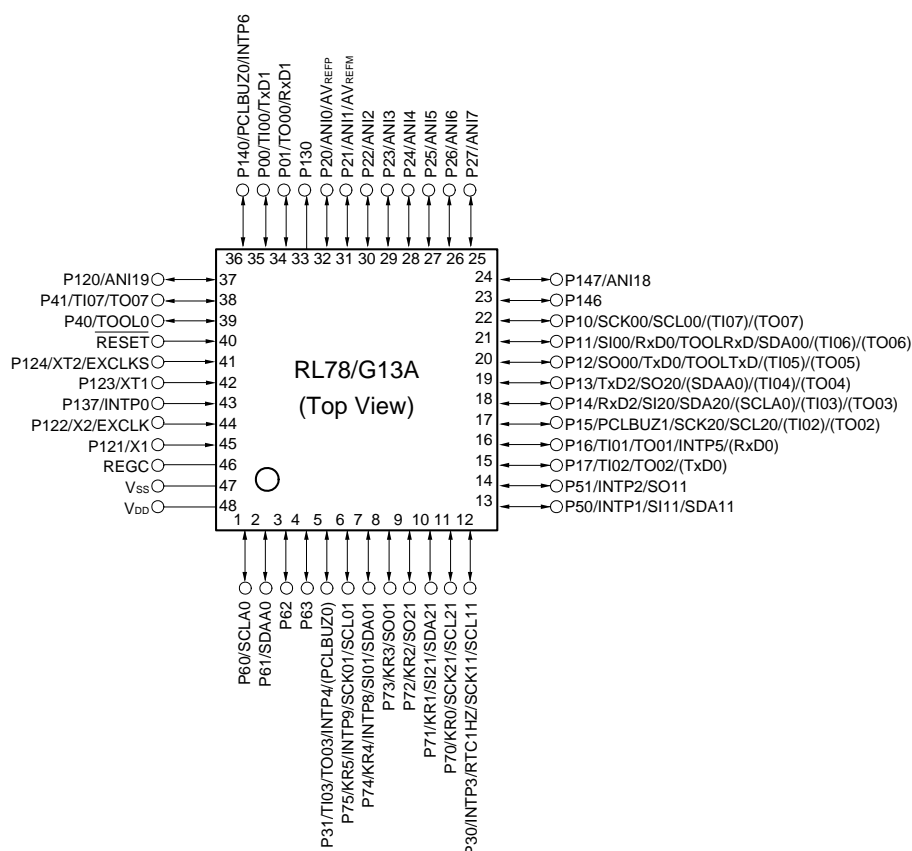 P140/PCLBUZ0/INTP6
P00/TI00/TxD1
P01/TO00/RxD1
P130
P20/ANI0/AVREFP
P21/ANI1/AVREFM
P22/ANI2
P23/ANI3
P24/ANI4
P25/ANI5
P26/ANI6
P27/ANI7
36 35 34 33 32 31 30 29 28 27 26 25
P120/ANI19 37
P41/TI07/TO07 38
P40/TOOL0 39
RESET 40
P124/XT2/EXCLKS 41
P123/XT1 42
P137/INTP0 43
P122/X2/EXCLK 44
P121/X1 45
REGC 46
VSS 47
VDD 48
RL78/G13A
(Top View)
24 P147/ANI18
23 P146
22 P10/SCK00/SCL00/(TI07)/(TO07)
21 P11/SI00/RxD0/TOOLRxD/SDA00/(TI06)/(TO06)
20 P12/SO00/TxD0/TOOLTxD/(TI05)/(TO05)
19 P13/TxD2/SO20/(SDAA0)/(TI04)/(TO04)
18 P14/RxD2/SI20/SDA20/(SCLA0)/(TI03)/(TO03)
17 P15/PCLBUZ1/SCK20/SCL20/(TI02)/(TO02)
16 P16/TI01/TO01/INTP5/(RxD0)
15 P17/TI02/TO02/(TxD0)
14 P51/INTP2/SO11
13 P50/INTP1/SI11/SDA11
1 2 3 4 5 6 7 8 9 10 11 12
P60/SCLA0
P61/SDAA0
P62
P63
P31/TI03/TO03/INTP4/(PCLBUZ0)
P75/KR5/INTP9/SCK01/SCL01
P74/KR4/INTP8/SI01/SDA01
P73/KR3/SO01
P72/KR2/SO21
P71/KR1/SI21/SDA21
P70/KR0/SCK21/SCL21
P30/INTP3/RTC1HZ/SCK11/SCL11